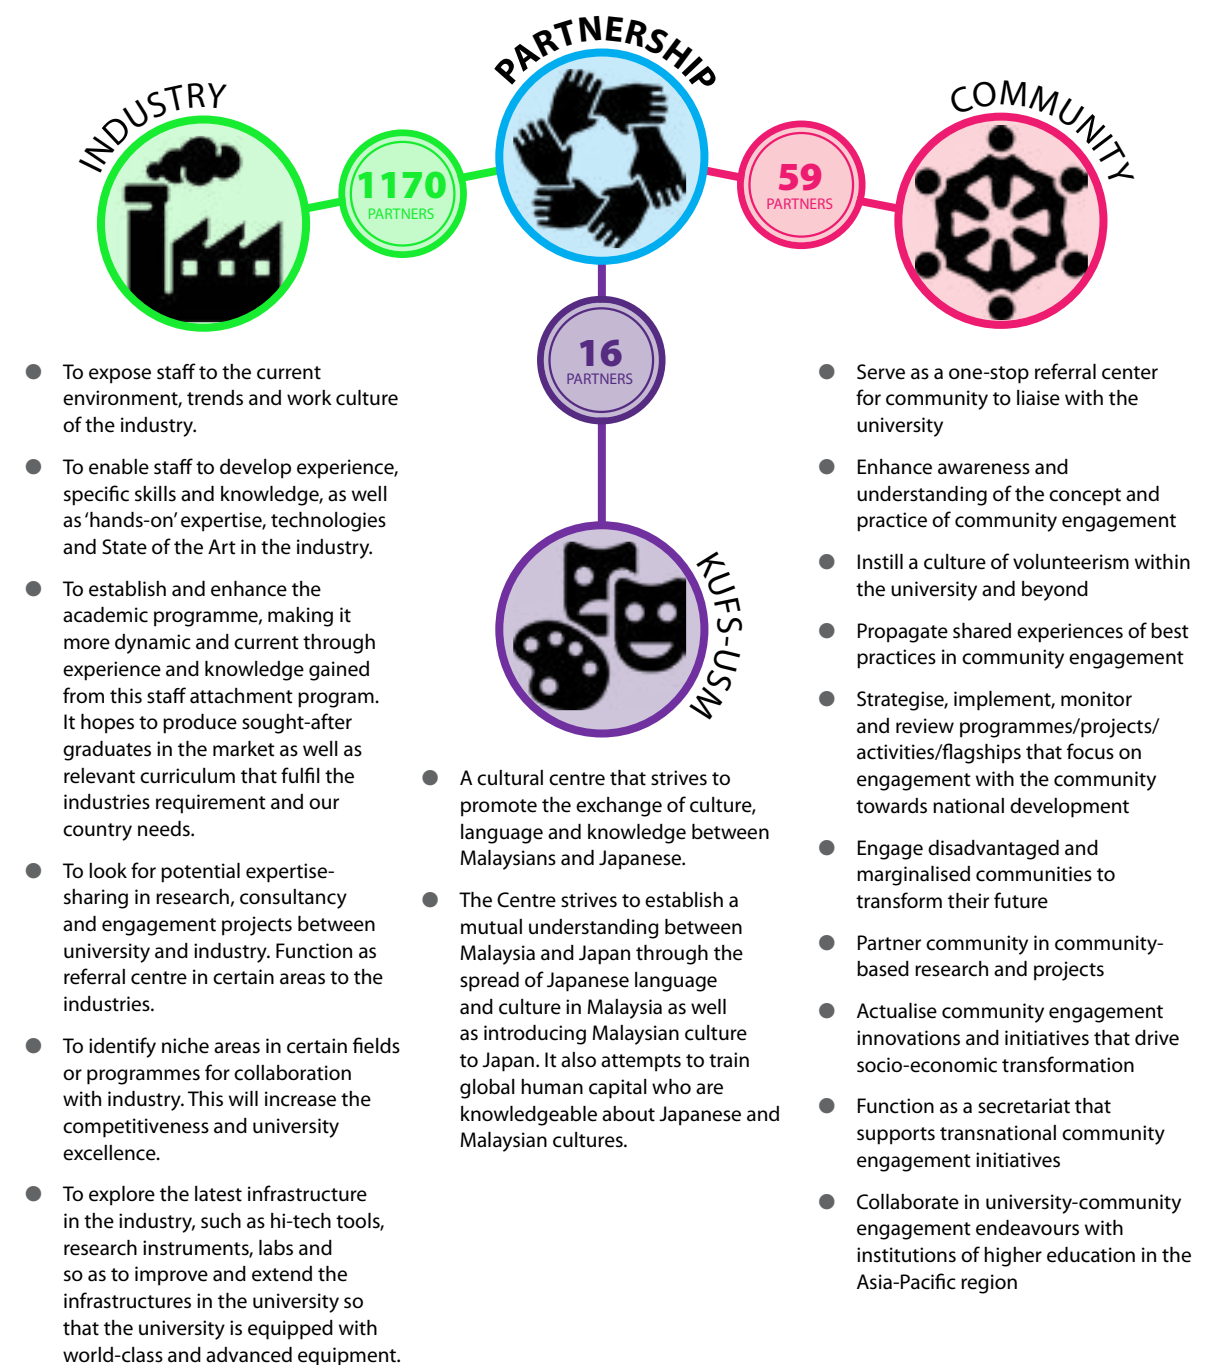 PARTNERSHIP
INDUSTRY
COMMUNITY
1170
PARTNERS
59
PARTNERS
16
PARTNERS
KUFS-USM
● To expose staff to the current
environment, trends and work culture
of the industry.
● To enable staff to develop experience,
specific skills and knowledge, as well
as ‘hands-on’ expertise, technologies
and State of the Art in the industry.
● To establish and enhance the
academic programme, making it
more dynamic and current through
experience and knowledge gained
from this staff attachment program.
It hopes to produce sought-after
graduates in the market as well as
relevant curriculum that fulfil the
industries requirement and our
country needs.
● To look for potential expertise-
sharing in research, consultancy
and engagement projects between
university and industry. Function as
referral centre in certain areas to the
industries.
● To identify niche areas in certain fields
or programmes for collaboration
with industry. This will increase the
competitiveness and university
excellence.
● To explore the latest infrastructure
in the industry, such as hi-tech tools,
research instruments, labs and
so as to improve and extend the
infrastructures in the university so
that the university is equipped with
world-class and advanced equipment.
● A cultural centre that strives to
promote the exchange of culture,
language and knowledge between
Malaysians and Japanese.
● The Centre strives to establish a
mutual understanding between
Malaysia and Japan through the
spread of Japanese language
and culture in Malaysia as well
as introducing Malaysian culture
to Japan. It also attempts to train
global human capital who are
knowledgeable about Japanese and
Malaysian cultures.
● Serve as a one-stop referral center
for community to liaise with the
university
● Enhance awareness and
understanding of the concept and
practice of community engagement
● Instill a culture of volunteerism within
the university and beyond
● Propagate shared experiences of best
practices in community engagement
● Strategise, implement, monitor
and review programmes/projects/
activities/flagships that focus on
engagement with the community
towards national development
● Engage disadvantaged and
marginalised communities to
transform their future
● Partner community in community-
based research and projects
● Actualise community engagement
innovations and initiatives that drive
socio-economic transformation
● Function as a secretariat that
supports transnational community
engagement initiatives
● Collaborate in university-community
engagement endeavours with
institutions of higher education in the
Asia-Pacific region